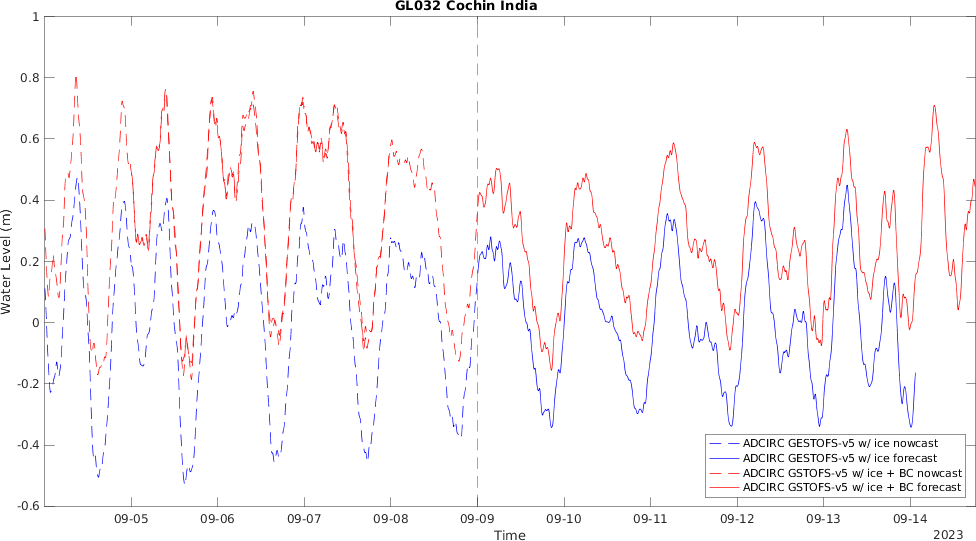 GL032 Cochin India
1
0.8
0.6
0.4
0.2
0
-0.2
-0.4
-0.6
Water Level (m)
09-05 09-06 09-07 09-08 09-09 09-10 09-11 09-12 09-13 09-14
Time
2023
ADCIRC GESTOFS-v5 w/ ice nowcast
ADCIRC GESTOFS-v5 w/ ice forecast
ADCIRC GSTOFS-v5 w/ ice + BC nowcast
ADCIRC GSTOFS-v5 w/ ice + BC forecast